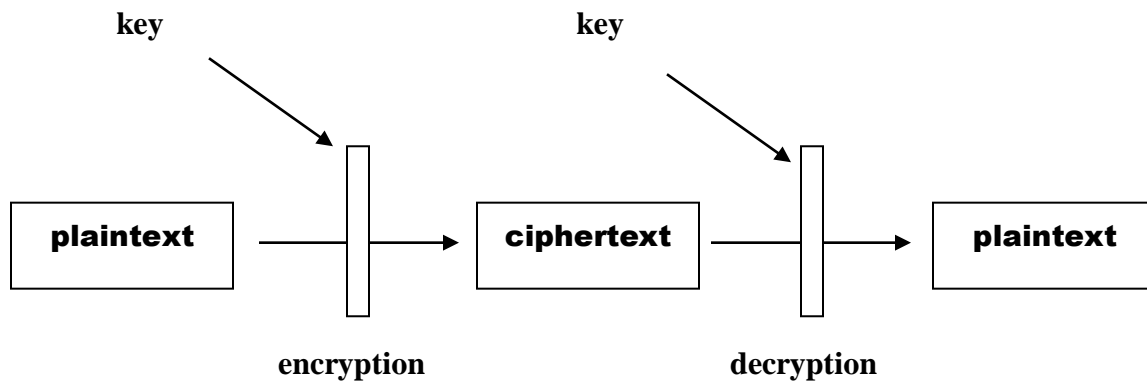 key key
plaintext ciphertext plaintext
encryption decryption